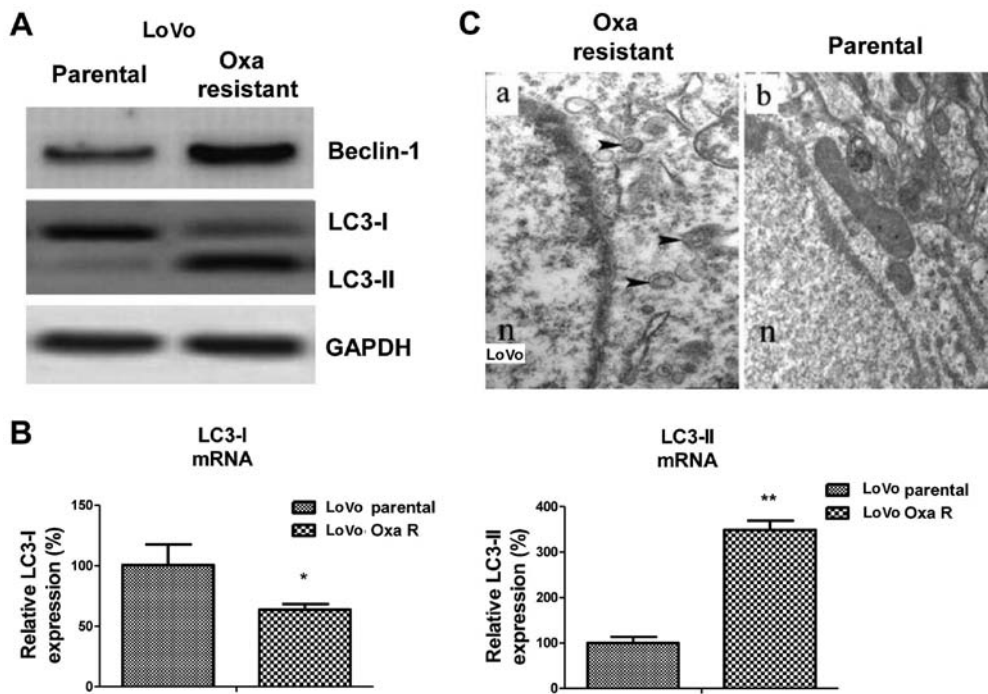 A
LoVo
Parental
Oxa
resistant
Beclin-1
LC3-I
LC3-II
GAPDH
C
Oxa
resistant
Parental
a
n
LoVo
b
n
B
LC3-I
mRNA
LoVo parental
LoVo Oxa R
Relative LC3-I
expression (%)
150
100
50
0
*
LC3-II
mRNA
LoVo parental
LoVo Oxa R
Relative LC3-II
expression (%)
400
300
200
100
0
**